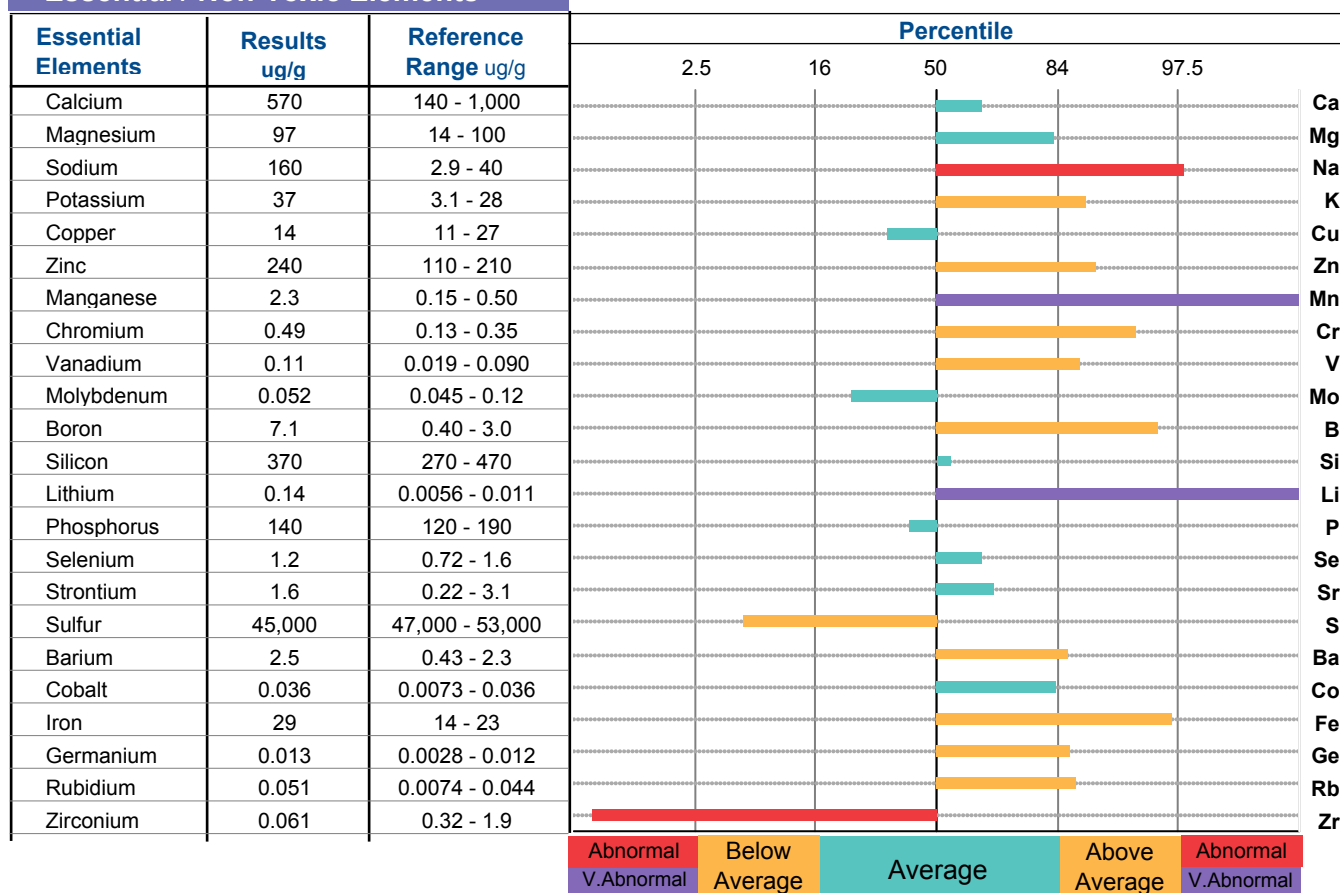 Essential / Non-Toxic Elements
Essential Elements Results ug/g Reference Range ug/g Percentile
2.5 16 50 84 97.5
Calcium 570 140 - 1,000 Ca
Magnesium 97 14 - 100 Mg
Sodium 160 2.9 - 40 Na
Potassium 37 3.1 - 28 K
Copper 14 11 - 27 Cu
Zinc 240 110 - 210 Zn
Manganese 2.3 0.15 - 0.50 Mn
Chromium 0.49 0.13 - 0.35 Cr
Vanadium 0.11 0.019 - 0.090 V
Molybdenum 0.052 0.045 - 0.12 Mo
Boron 7.1 0.40 - 3.0 B
Silicon 370 270 - 470 Si
Lithium 0.14 0.0056 - 0.011 Li
Phosphorus 140 120 - 190 P
Selenium 1.2 0.72 - 1.6 Se
Strontium 1.6 0.22 - 3.1 Sr
Sulfur 45,000 47,000 - 53,000 S
Barium 2.5 0.43 - 2.3 Ba
Cobalt 0.036 0.0073 - 0.036 Co
Iron 29 14 - 23 Fe
Germanium 0.013 0.0028 - 0.012 Ge
Rubidium 0.051 0.0074 - 0.044 Rb
Zirconium 0.061 0.32 - 1.9 Zr
Abnormal Below Average Average Above Average Abnormal
V.Abnormal V.Abnormal